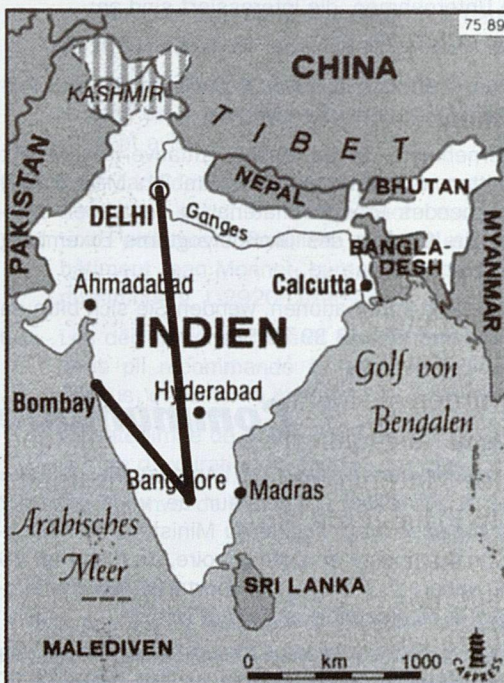 75 89
CHINA
KASHMIR
TIBET
PAKISTAN
NEPAL
BHUTAN
DELHI
Ganges
BANGLA-
DESH
MYANMAR
Ahmadabad
Calcutta
INDIEN
Bombay
Hyderabad
Golf von
Bengalen
Bangalore
Madras
Arabisches
Meer
SRI LANKA
MALEDIVEN
0 km 1000
CARPRESS